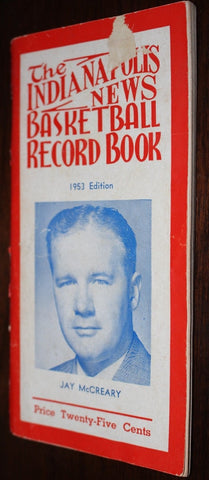 The
INDIANAPOLIS
NEWS
BASKETBALL
RECORD BOOK
1953 Edition
JAY McCREARY
Price Twenty-Five Cents